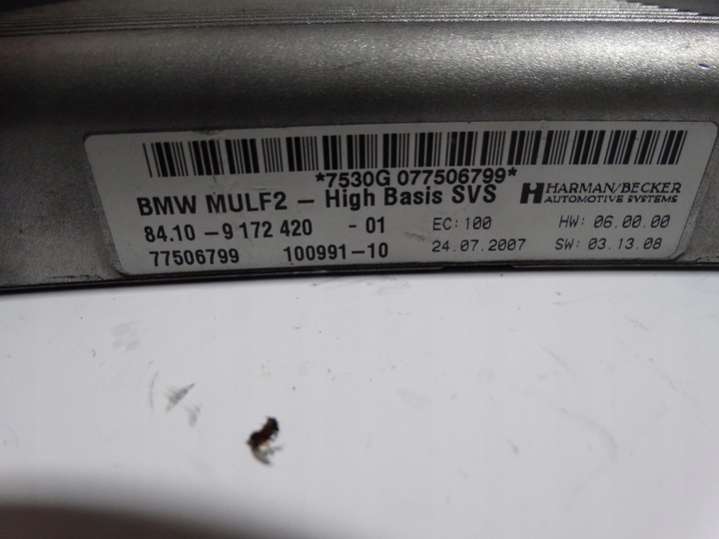 *7530G 077506799*
BMW MULF2 - High Basis SVS
HARMAN/BECKER
AUTOMOTIVE SYSTEMS
84.10 - 9 172 420 - 01 EC: 100 HW: 06.00.00
77506799 100991-10 24.07.2007 SW: 03.13.08